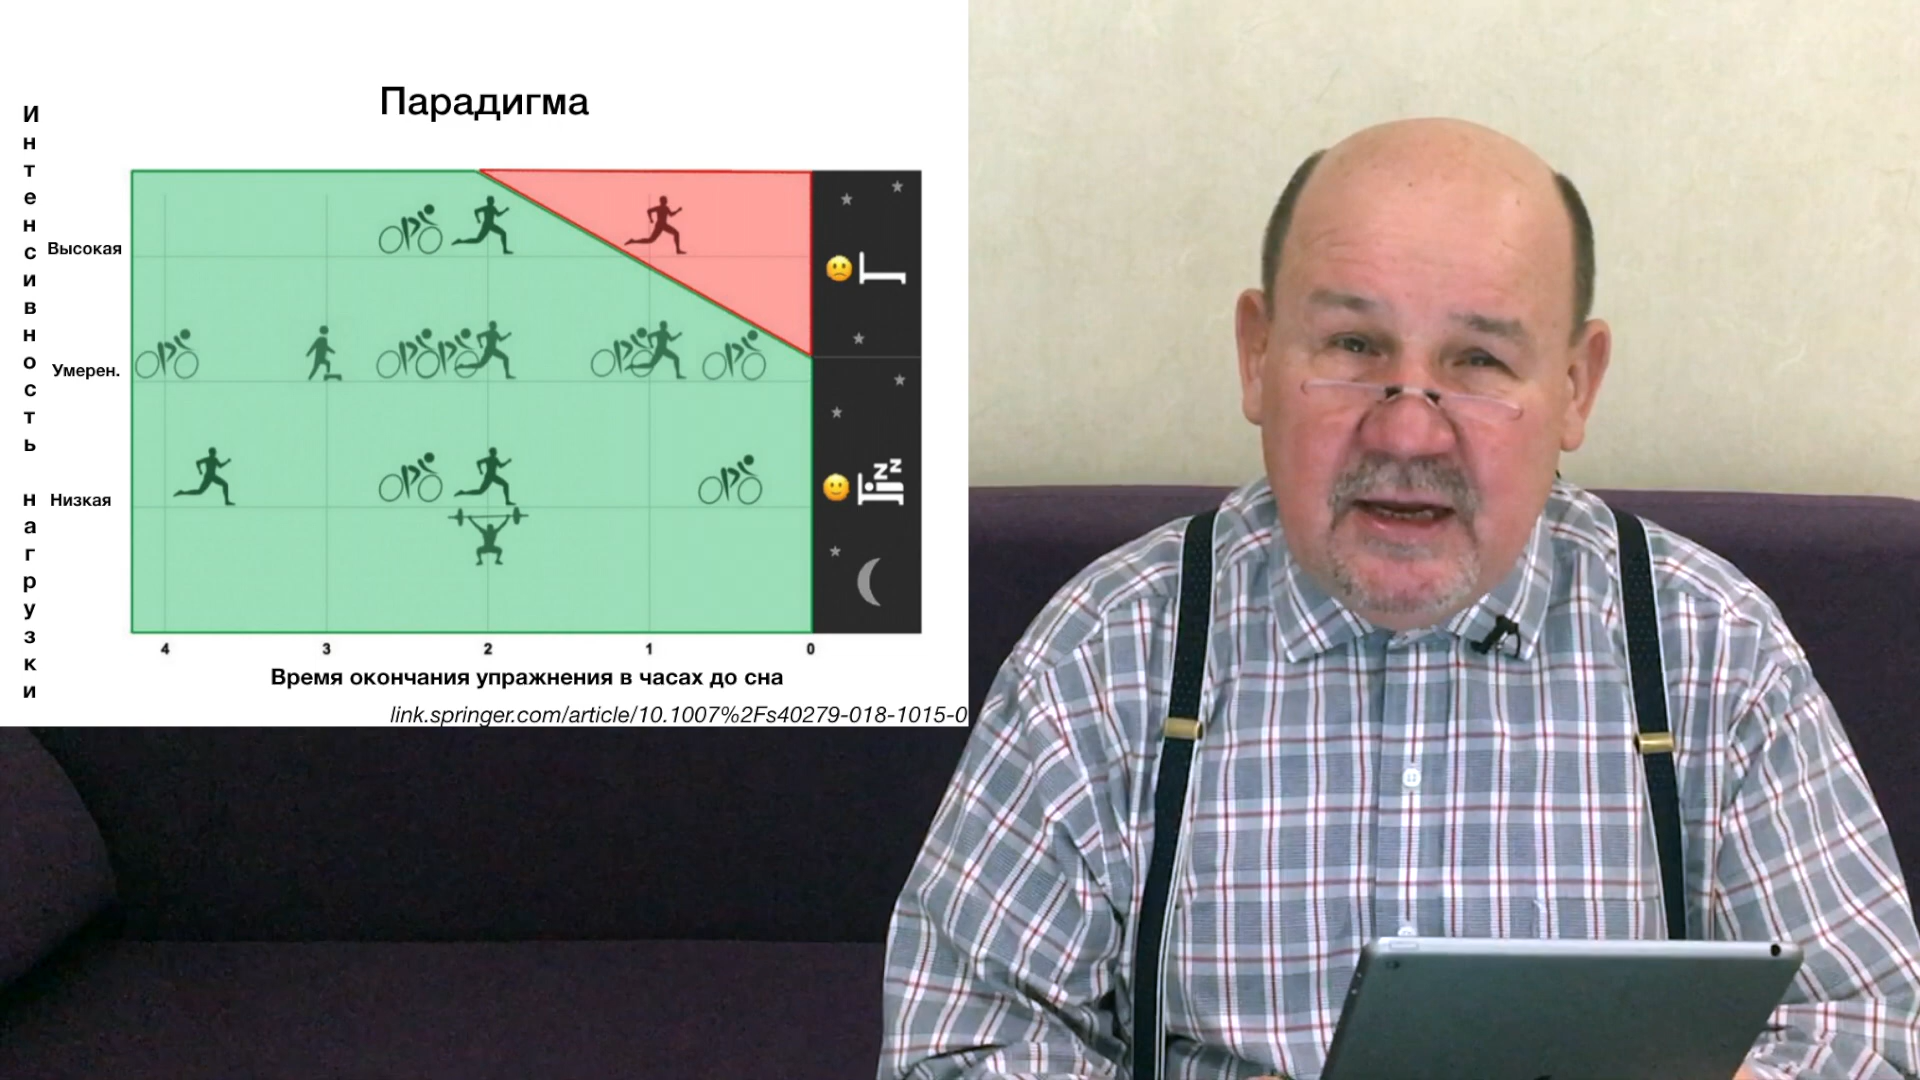 Парадигма
Интенсивность нагрузки
Высокая
Умерен.
Низкая
zz
4 3 2 1 0
Время окончания упражнения в часах до сна
link.springer.com/article/10.1007%2Fs40279-018-1015-0